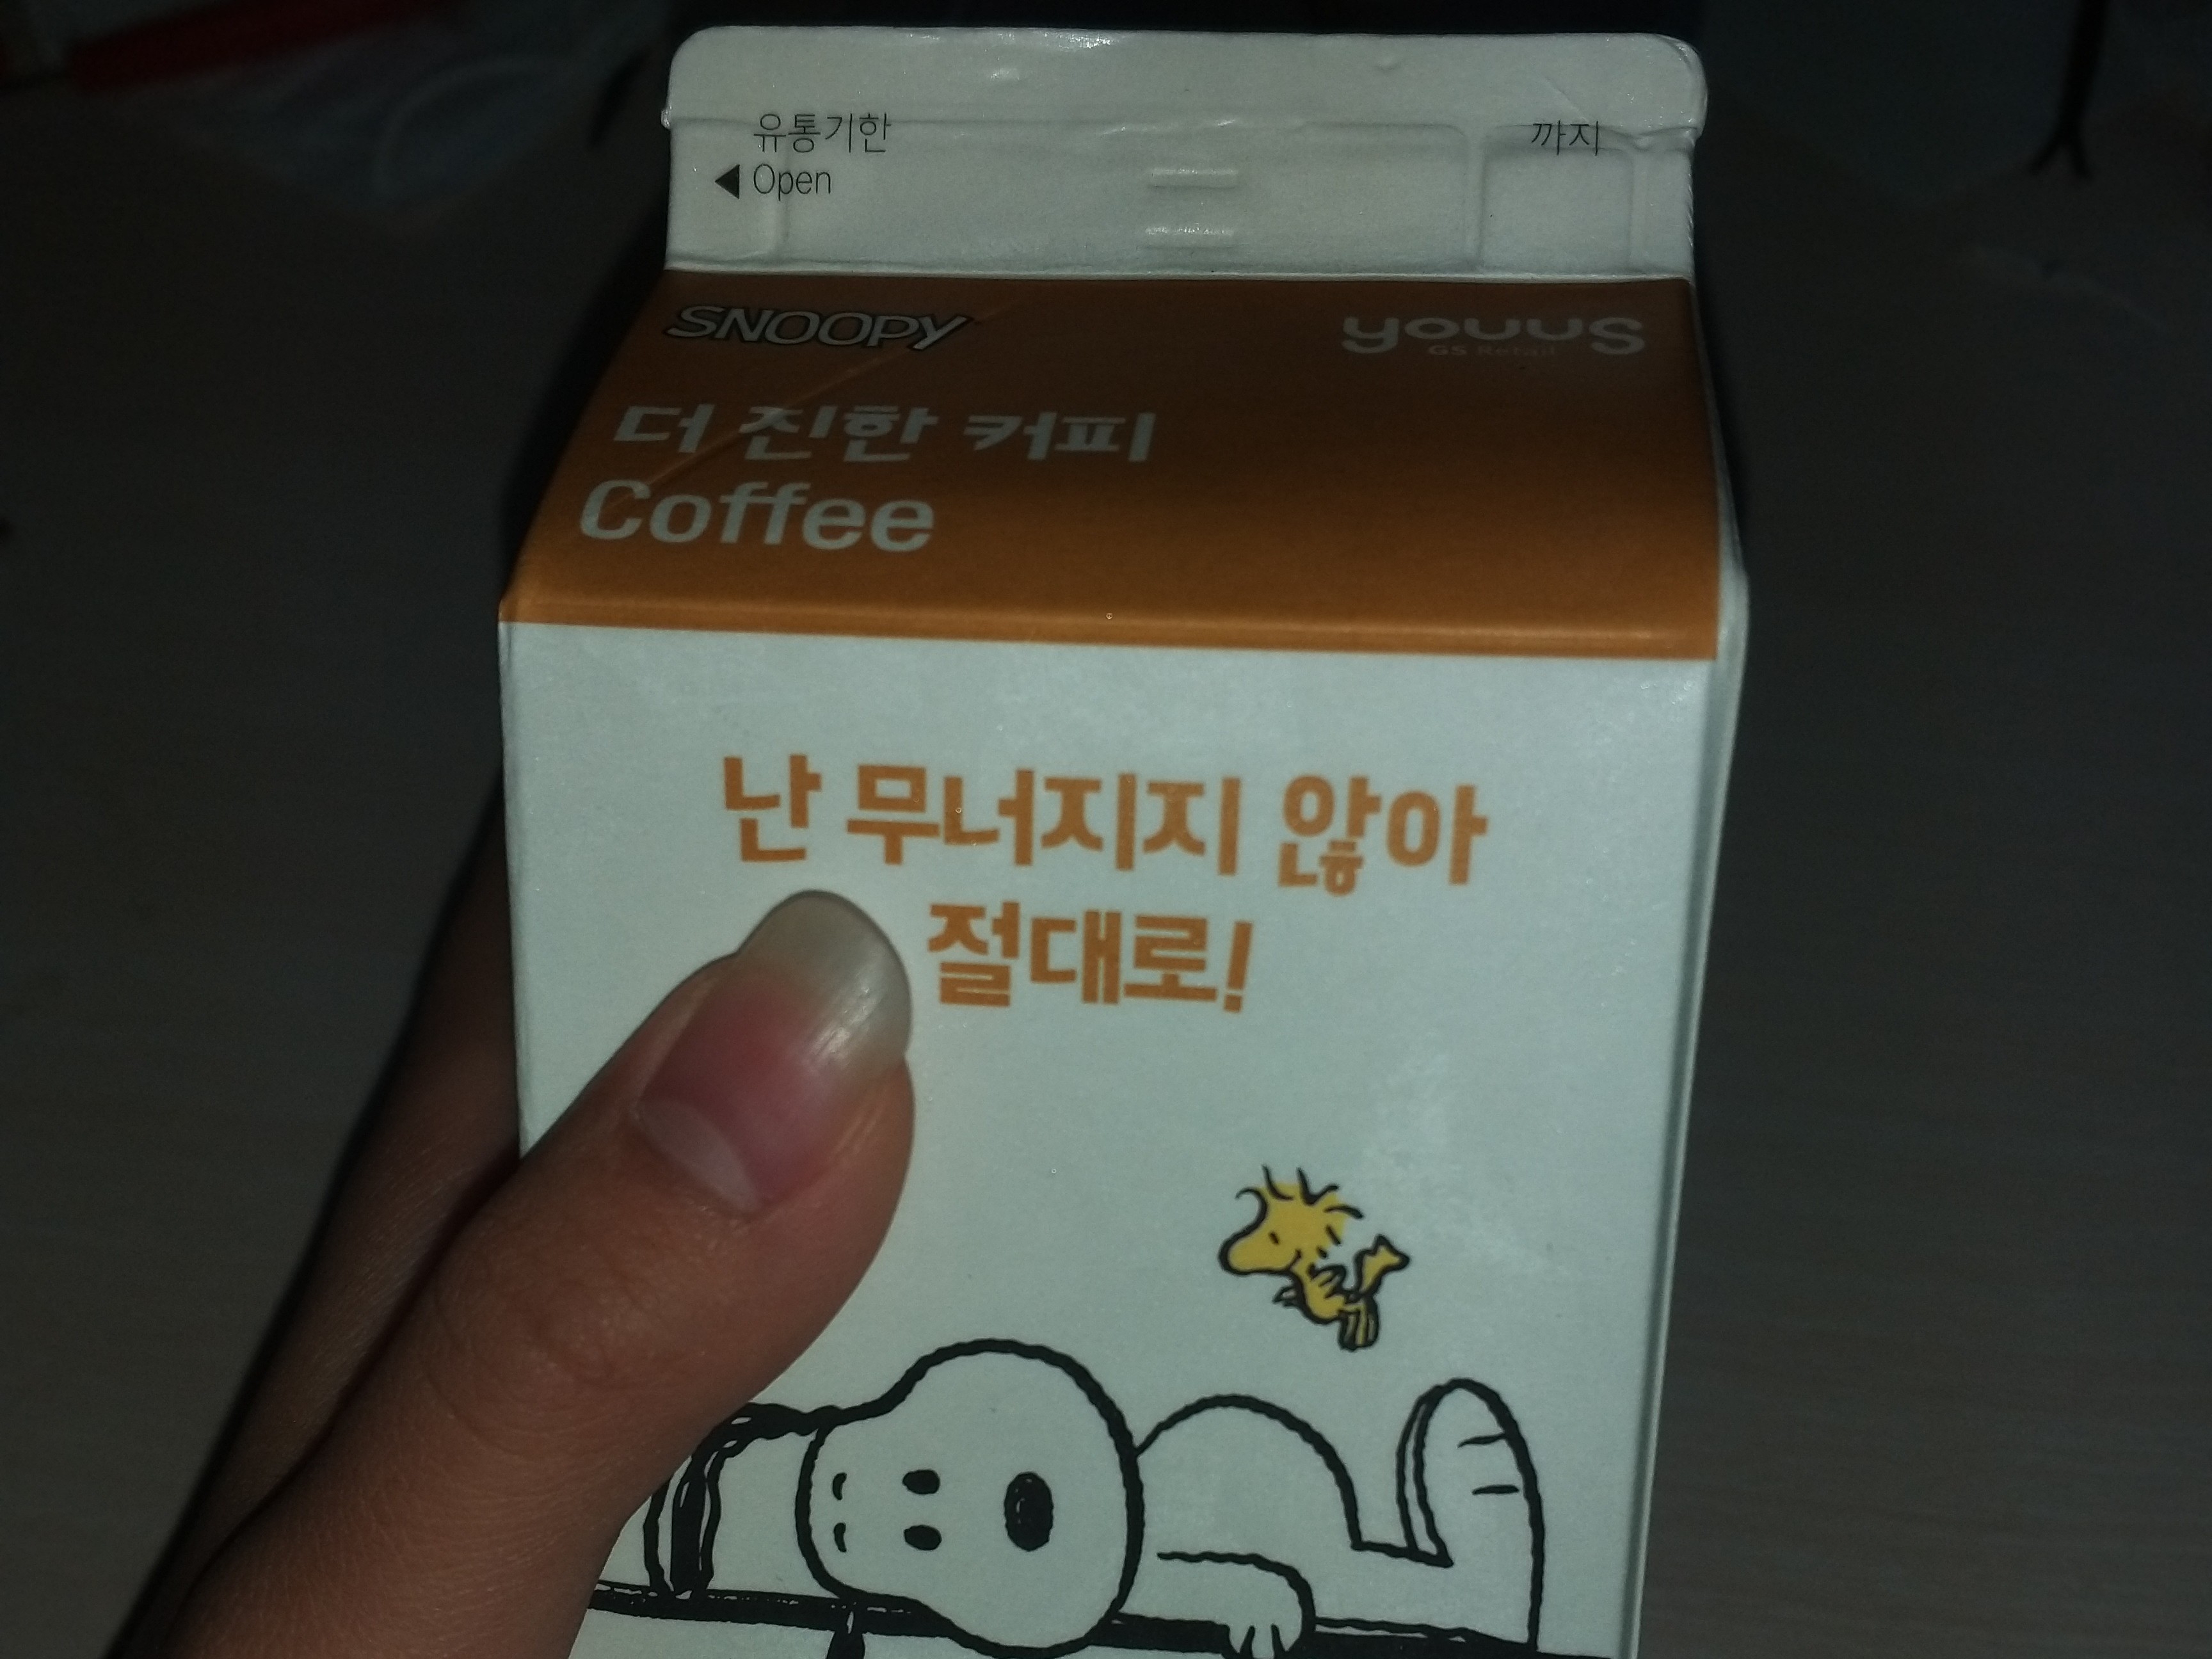 유통기한 까지
Open
SNOOPY youus
GS Retail
더 진한 커피
Coffee
난 무너지지 않아
절대로!